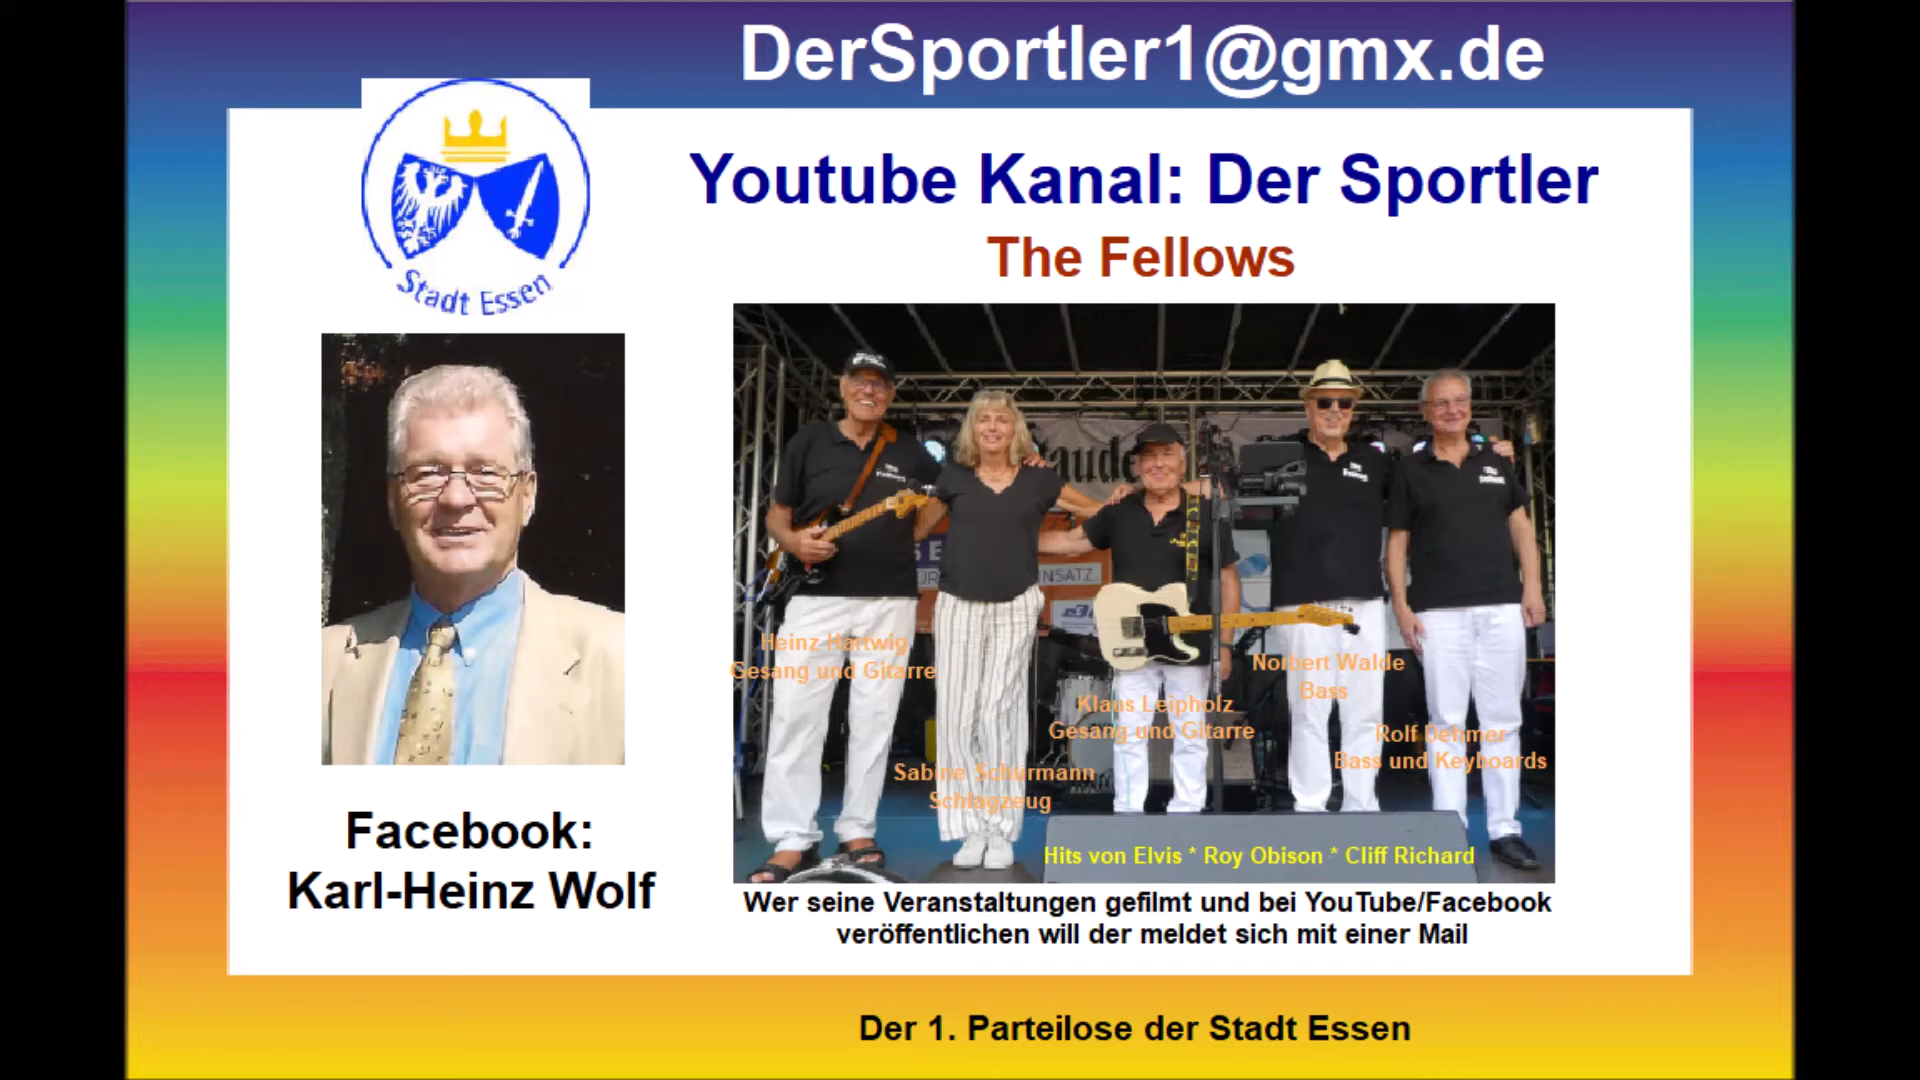 DerSportler1@gmx.de
Youtube Kanal: Der Sportler
The Fellows
Stadt Essen
aude
INSATZ
Heinz Hartwig
Gesang und Gitarre
Norbert Walde
Bass
Klaus Leipholz
Gesang und Gitarre
Rolf Dehmer
Bass und Keyboards
Sabine Schürmann
Schlagzeug
Hits von Elvis * Roy Obison * Cliff Richard
Facebook:
Karl-Heinz Wolf
Wer seine Veranstaltungen gefilmt und bei YouTube/Facebook
veröffentlichen will der meldet sich mit einer Mail
Der 1. Parteilose der Stadt Essen